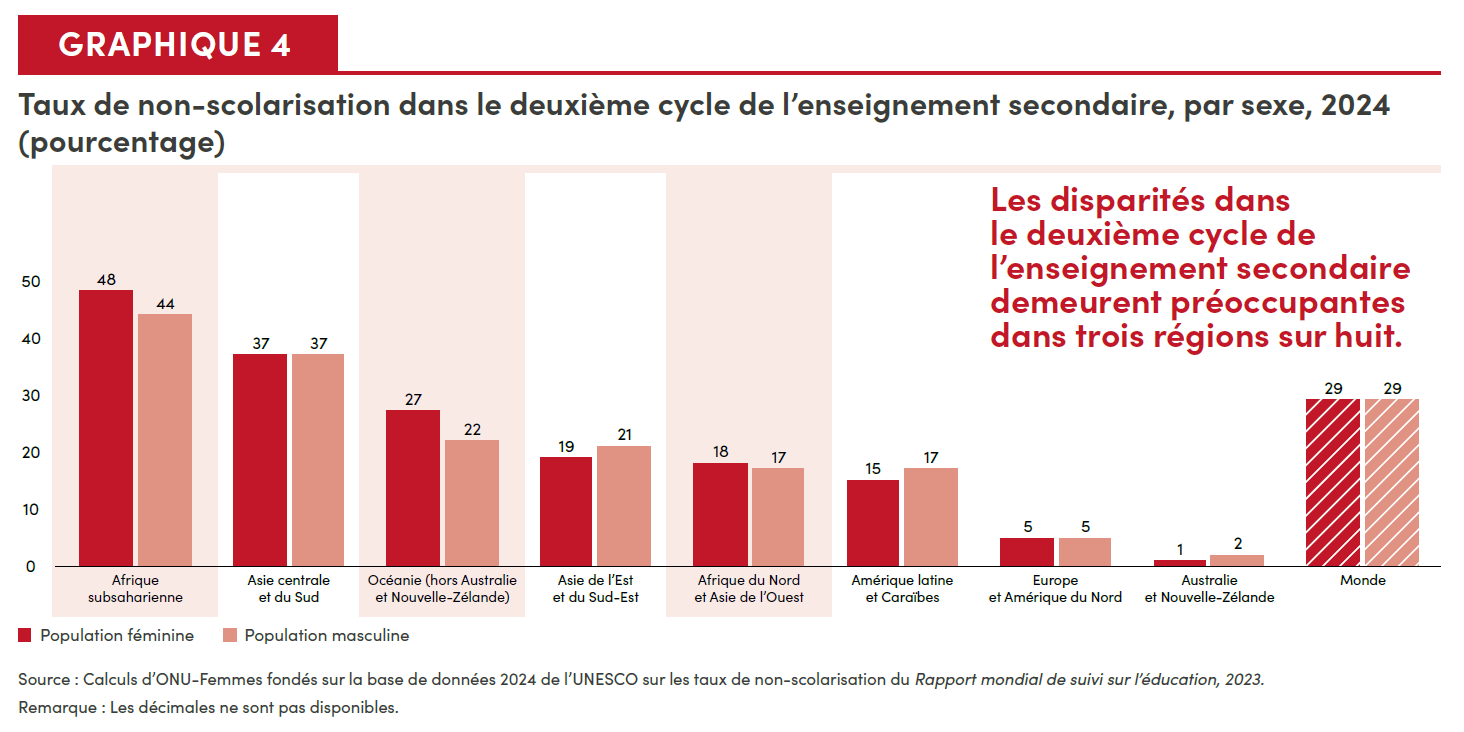 GRAPHIQUE 4
Taux de non-scolarisation dans le deuxième cycle de l’enseignement secondaire, par sexe, 2024
(pourcentage)
Les disparités dans
le deuxième cycle de
l’enseignement secondaire
demeurent préoccupantes
dans trois régions sur huit.
50
40
30
20
10
0
48
44
37
37
27
22
19
21
18
17
15
17
5
5
1
2
29
29
Afrique
subsaharienne
Asie centrale
et du Sud
Océanie (hors Australie
et Nouvelle-Zélande)
Asie de l’Est
et du Sud-Est
Afrique du Nord
et Asie de l’Ouest
Amérique latine
et Caraïbes
Europe
et Amérique du Nord
Australie
et Nouvelle-Zélande
Monde
Population féminine
Population masculine
Source : Calculs d’ONU-Femmes fondés sur la base de données 2024 de l’UNESCO sur les taux de non-scolarisation du Rapport mondial de suivi sur l’éducation, 2023.
Remarque : Les décimales ne sont pas disponibles.